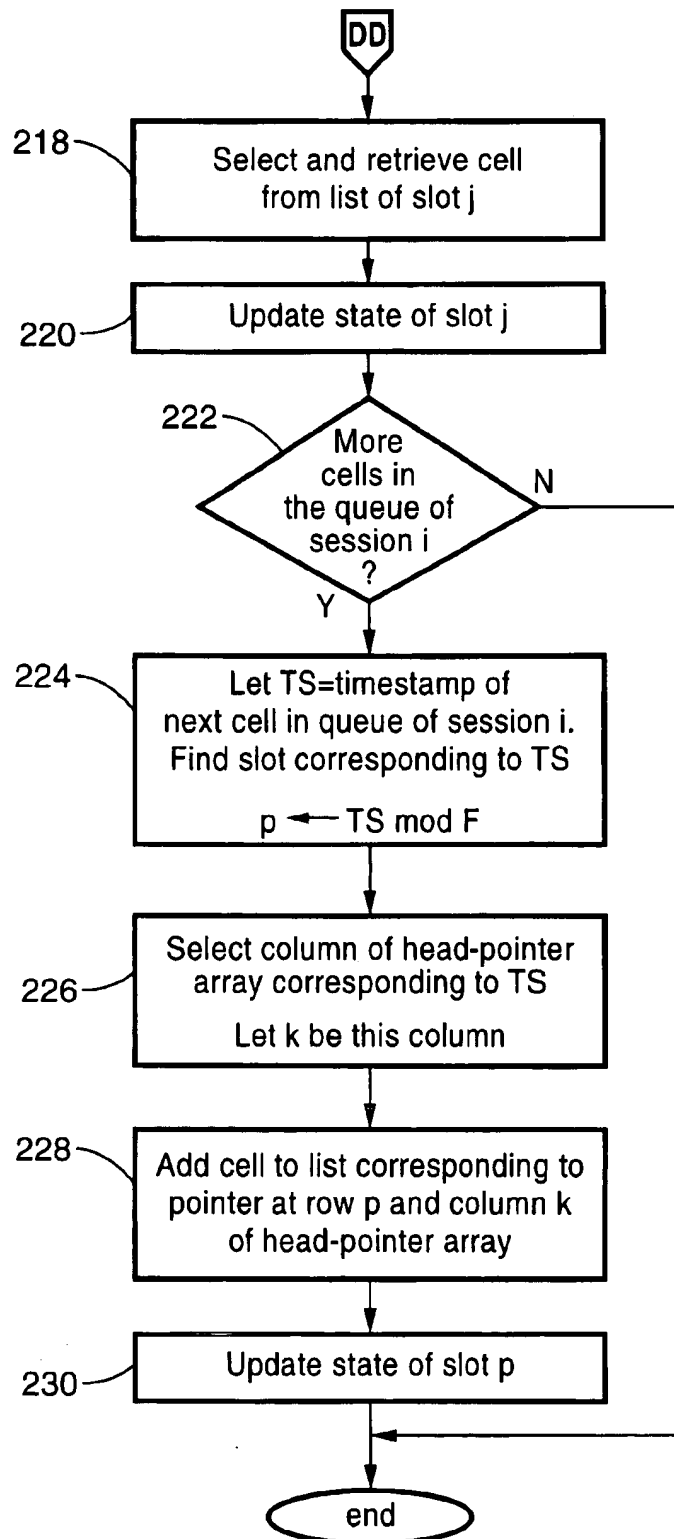 DD
218
Select and retrieve cell
from list of slot j
220
Update state of slot j
222
More
cells in
the queue of
session i
?
N
Y
224
Let TS=timestamp of
next cell in queue of session i.
Find slot corresponding to TS
p ← TS mod F
226
Select column of head-pointer
array corresponding to TS
Let k be this column
228
Add cell to list corresponding to
pointer at row p and column k
of head-pointer array
230
Update state of slot p
end